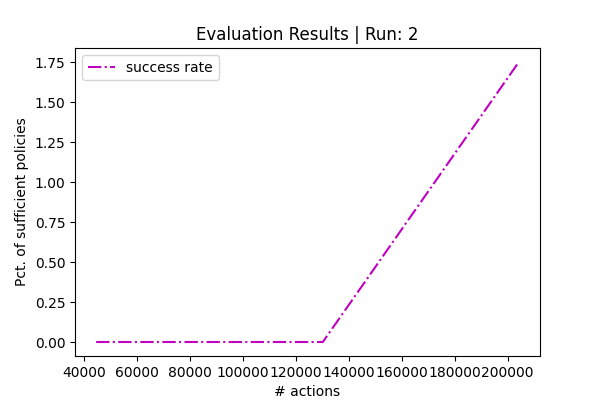 Evaluation Results | Run: 2
success rate
Pct. of sufficient policies
1.75
1.50
1.25
1.00
0.75
0.50
0.25
0.00
40000 60000 80000 100000 120000 140000 160000 180000 200000
# actions